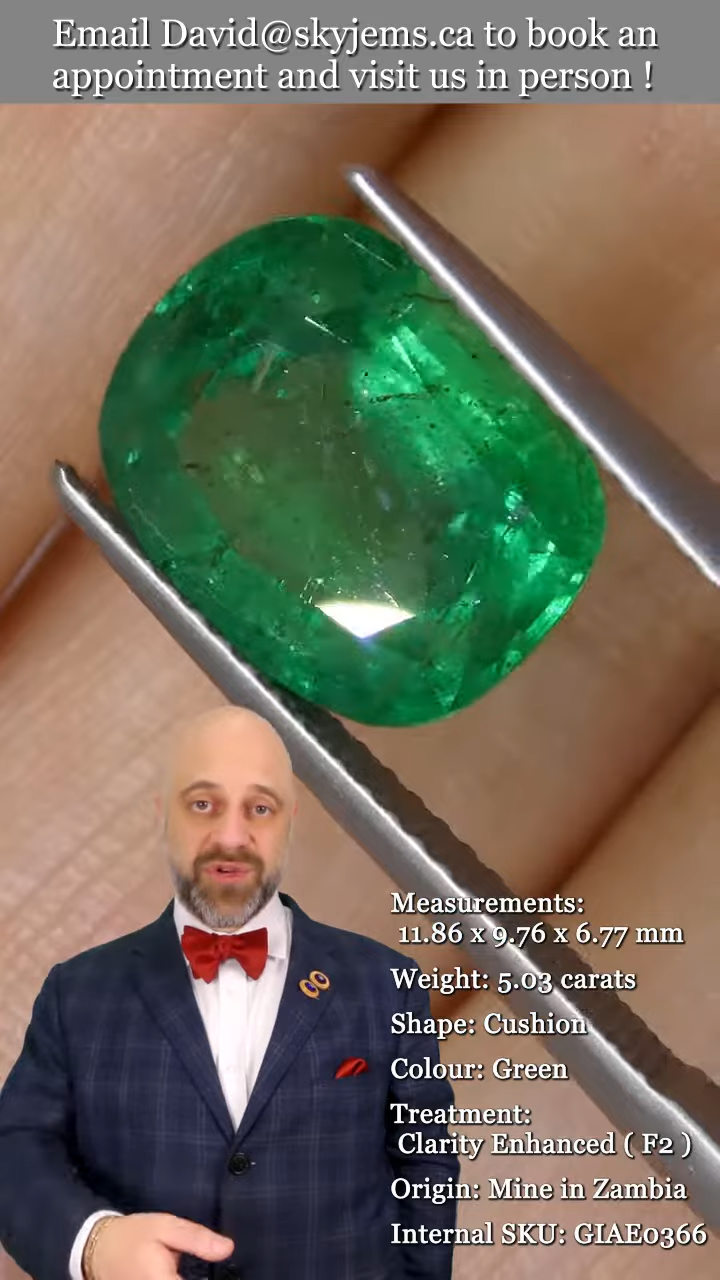 Email David@skyjems.ca to book an
appointment and visit us in person !
Measurements:
11.86 x 9.76 x 6.77 mm
Weight: 5.03 carats
Shape: Cushion
Colour: Green
Treatment:
Clarity Enhanced ( F2 )
Origin: Mine in Zambia
Internal SKU: GIAE0366